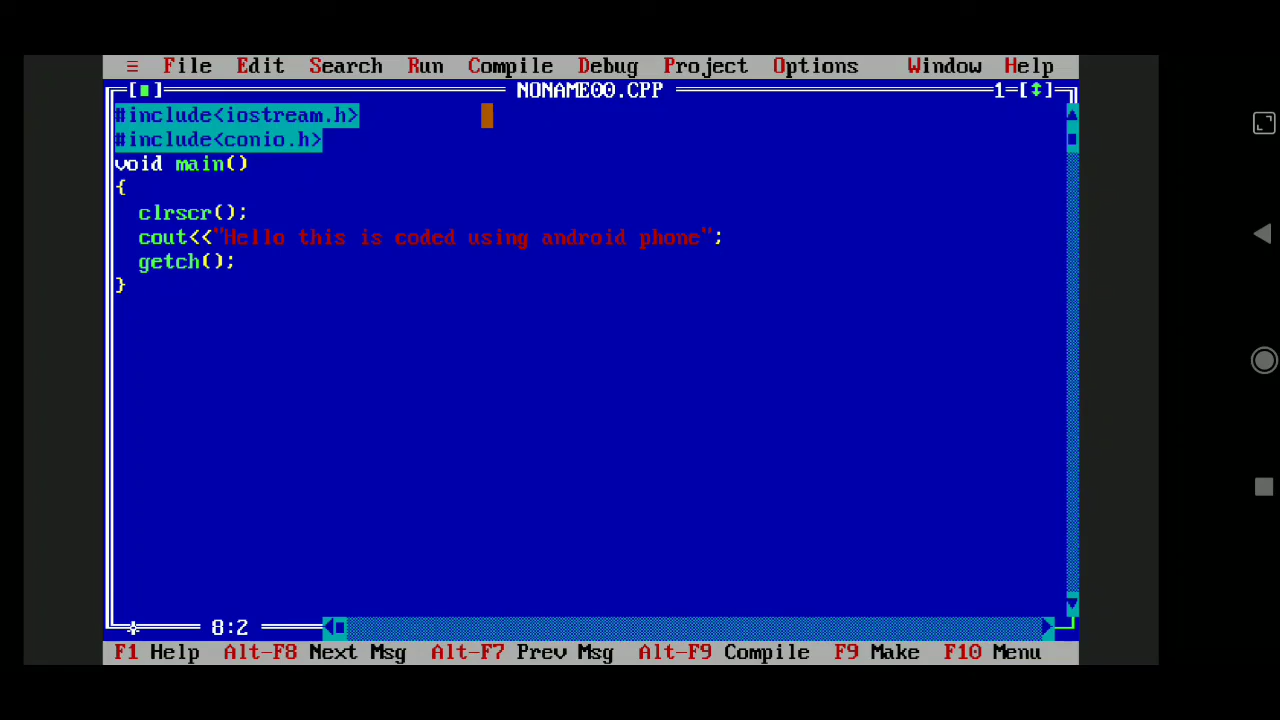 ≡ File Edit Search Run Compile Debug Project Options Window Help
[■] NONAME00.CPP 1=[↕]
#include<iostream.h>
#include<conio.h>
void main()
{
clrscr();
cout<<"Hello this is coded using android phone";
getch();
}
8:2
F1 Help Alt-F8 Next Msg Alt-F7 Prev Msg Alt-F9 Compile F9 Make F10 Menu